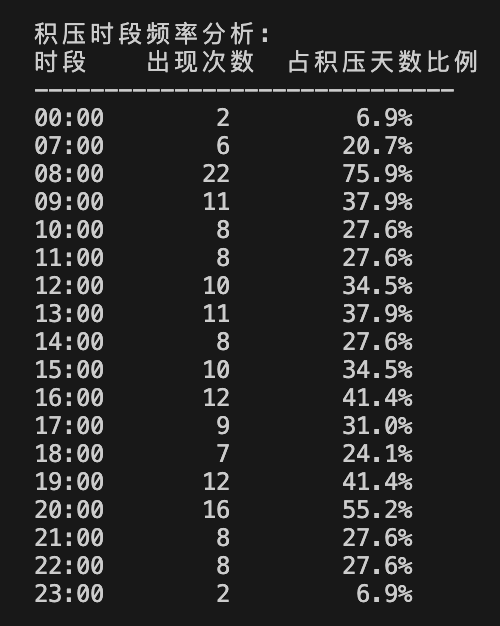 积压时段频率分析:
时段 出现次数 占积压天数比例
------------------------------
00:00 2 6.9%
07:00 6 20.7%
08:00 22 75.9%
09:00 11 37.9%
10:00 8 27.6%
11:00 8 27.6%
12:00 10 34.5%
13:00 11 37.9%
14:00 8 27.6%
15:00 10 34.5%
16:00 12 41.4%
17:00 9 31.0%
18:00 7 24.1%
19:00 12 41.4%
20:00 16 55.2%
21:00 8 27.6%
22:00 8 27.6%
23:00 2 6.9%